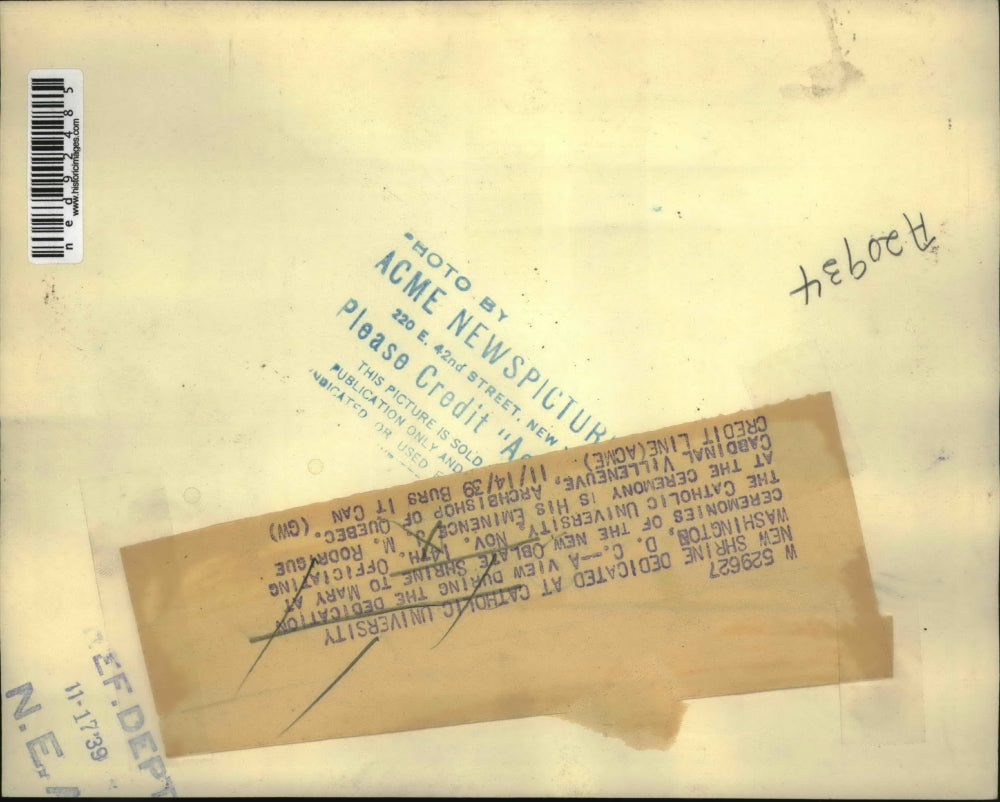 ned92485
www.historicimages.com
A20934
PHOTO BY
ACME NEWSPICTUR
220 E. 42nd STREET, NEW
Please Credit "Ac
THIS PICTURE IS SOLD
PUBLICATION ONLY AND
INDICATED OR USED F
W 529627
NEW SHRINE DEDICATED AT CATHOLIC UNIVERSITY
WASHINGTON, D. C.—A VIEW DURING THE DEDICATION
CEREMONIES OF THE NEW OBLATE SHRINE TO MARY AT
THE CATHOLIC UNIVERSITY NOV. 14TH. OFFICIATING
AT THE CEREMONY IS HIS EMINENCE, M. RODRIGUE
CARDINAL VILLENEUVE, ARCHBISHOP OF QUEBEC.
CREDIT LINE(ACME) 11/14/39 BURS IT CAN (GW)
REF. DEPT
11-17'39
N.E.A